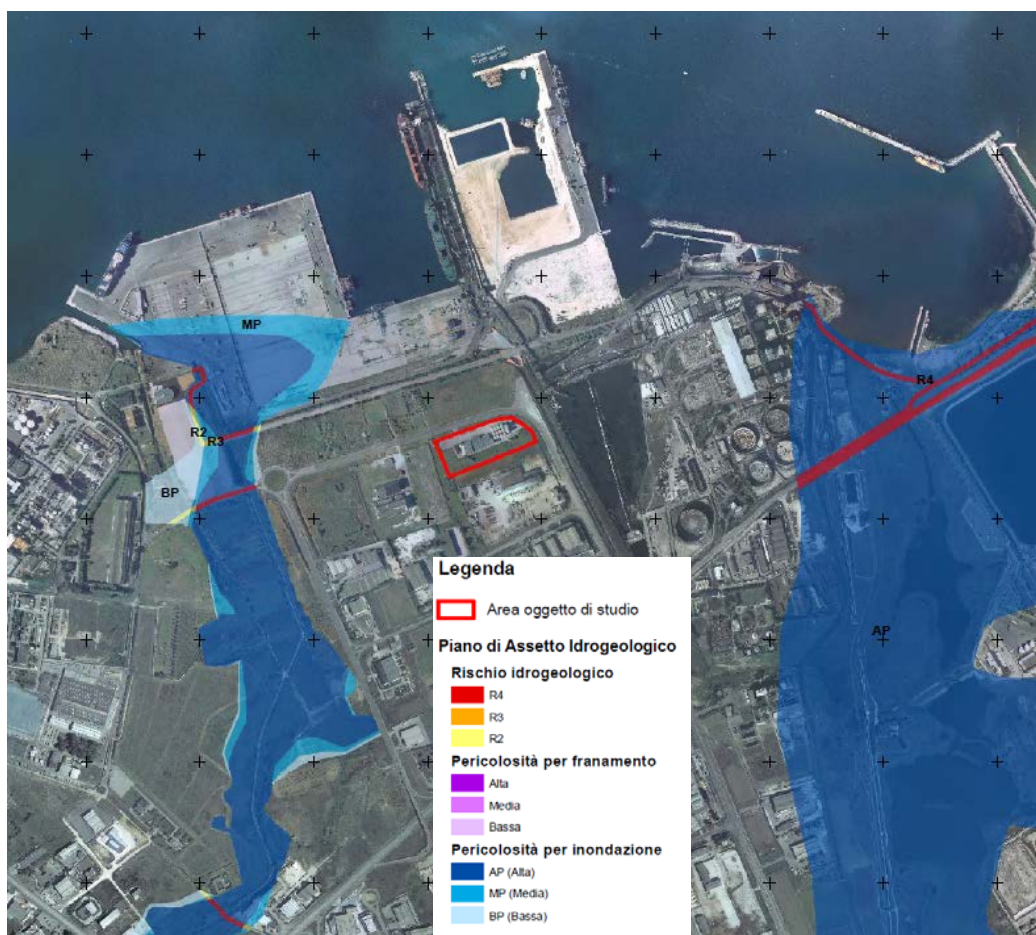 MP
R4
R2
R3
BP
AP
Legenda
Area oggetto di studio
Piano di Assetto Idrogeologico
Rischio idrogeologico
R4
R3
R2
Pericolosità per franamento
Alta
Media
Bassa
Pericolosità per inondazione
AP (Alta)
MP (Media)
BP (Bassa)